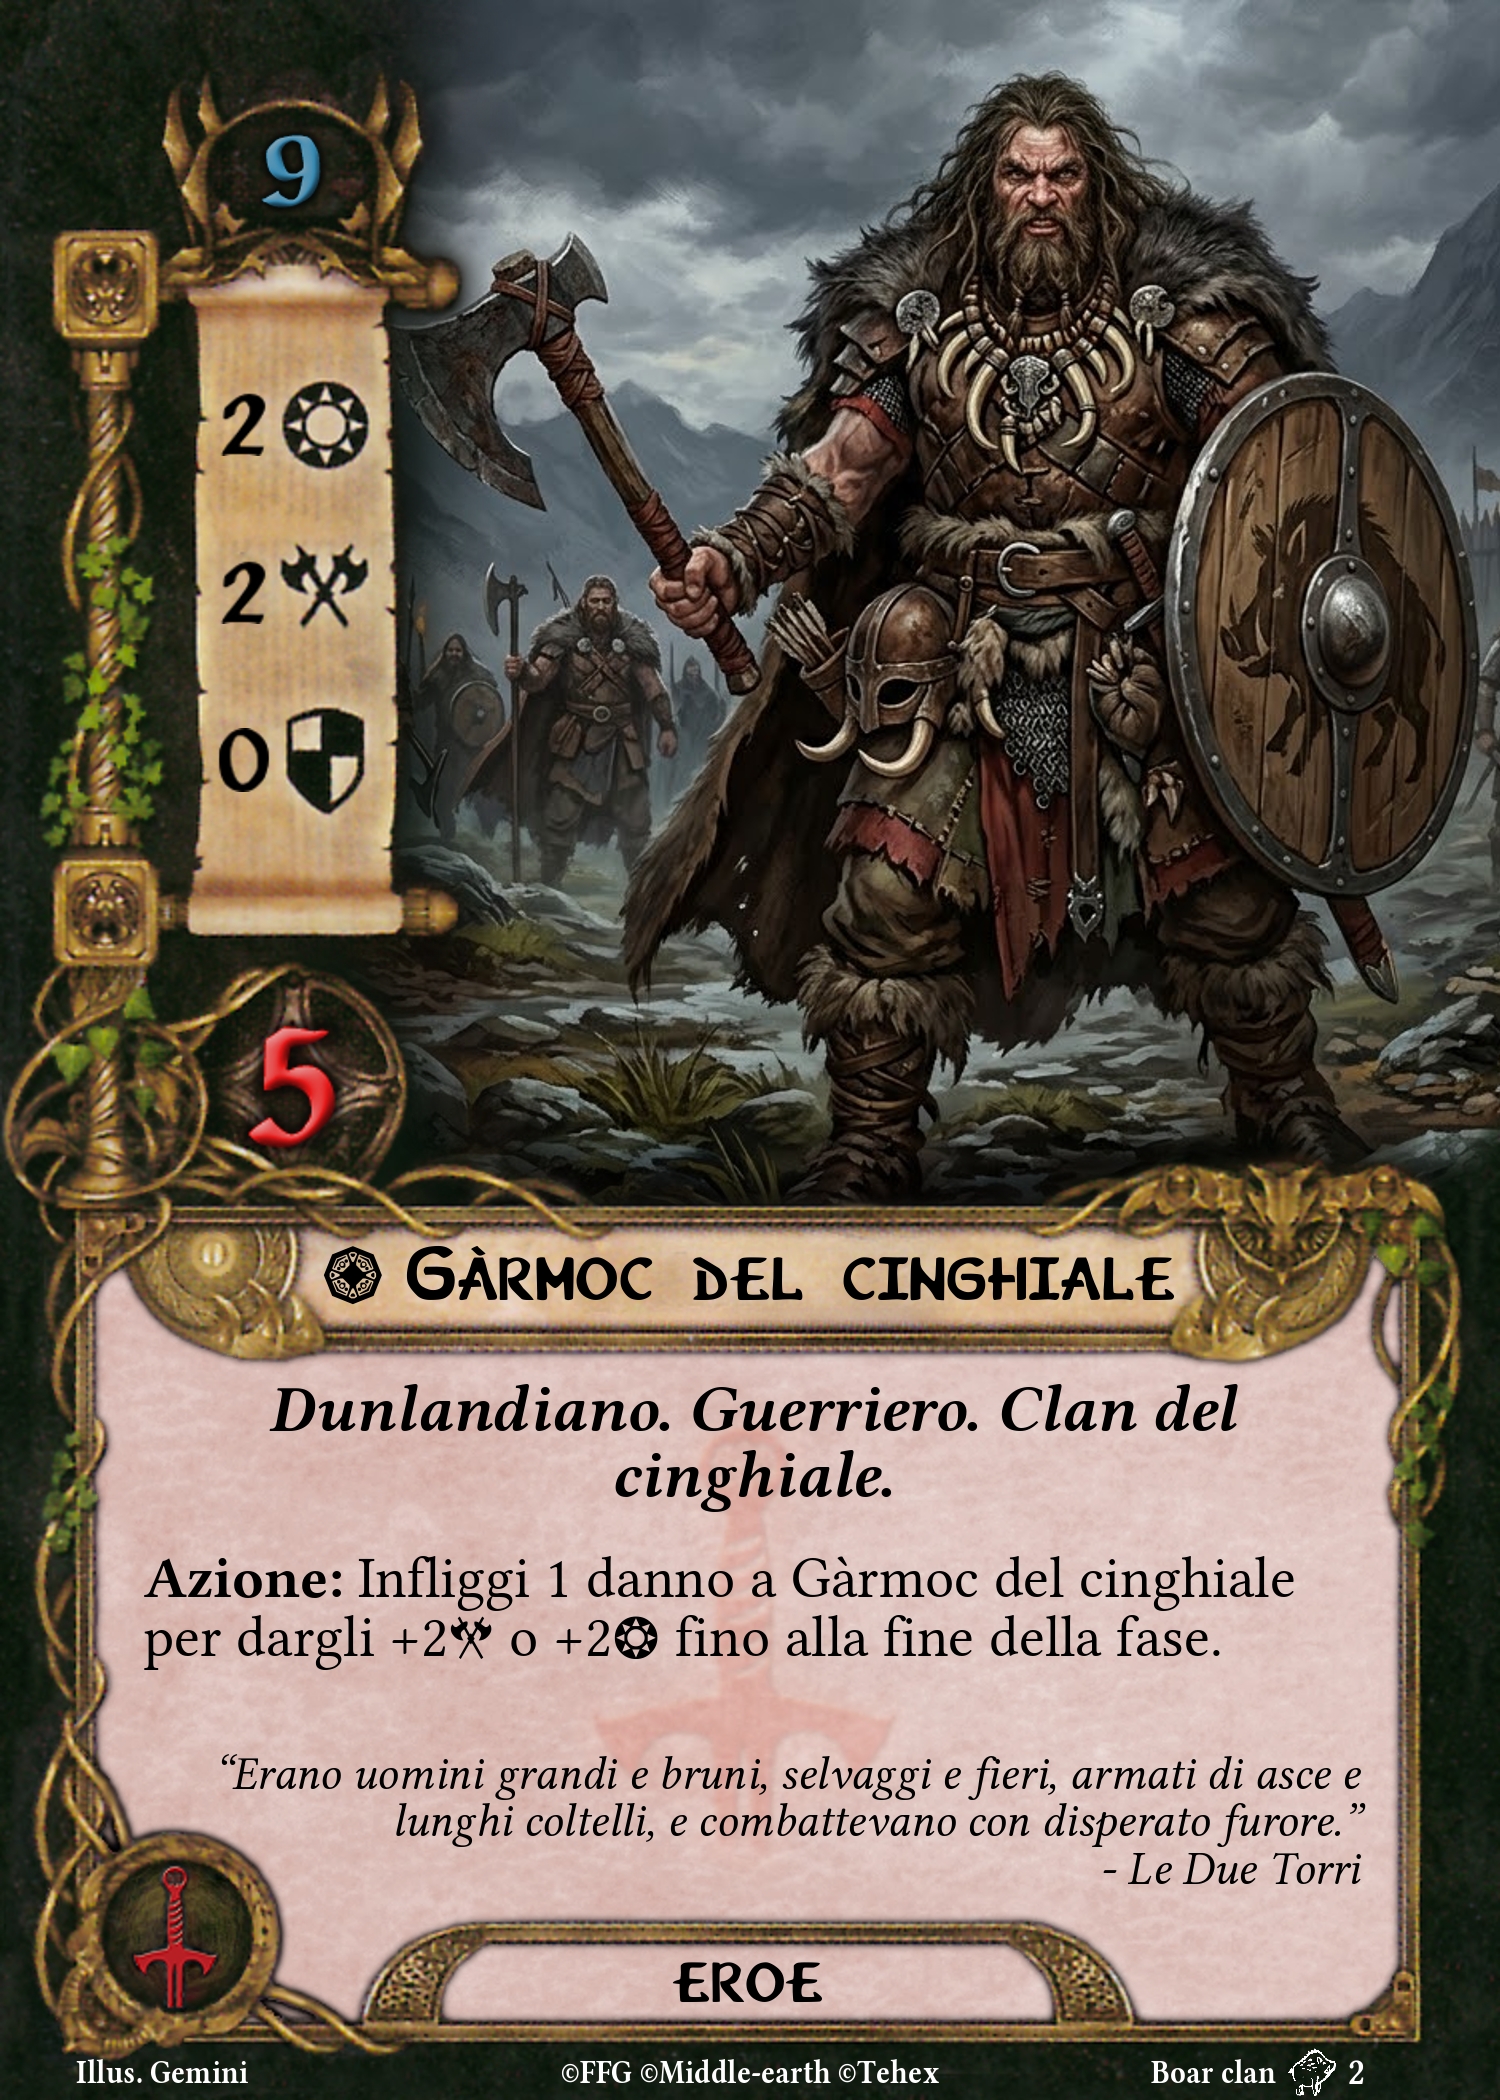 9
2
2
0
5
Gàrmoc del cinghiale
Dunlandiano. Guerriero. Clan del
cinghiale.
Azione: Infliggi 1 danno a Gàrmoc del cinghiale
per dargli +2 o +2 fino alla fine della fase.
“Erano uomini grandi e bruni, selvaggi e fieri, armati di asce e
lunghi coltelli, e combattevano con disperato furore.”
- Le Due Torri
EROE
Illus. Gemini ©FFG ©Middle-earth ©Tehex Boar clan 2